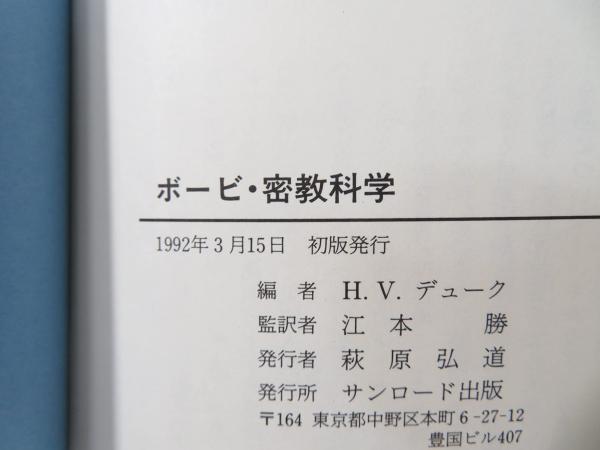 ボービ・密教科学
1992年3月15日　初版発行
編　者　H. V. デューク
監訳者　江　本　　勝
発行者　萩　原　弘　道
発行所　サンロード出版
〒164 東京都中野区本町6-27-12
豊国ビル407